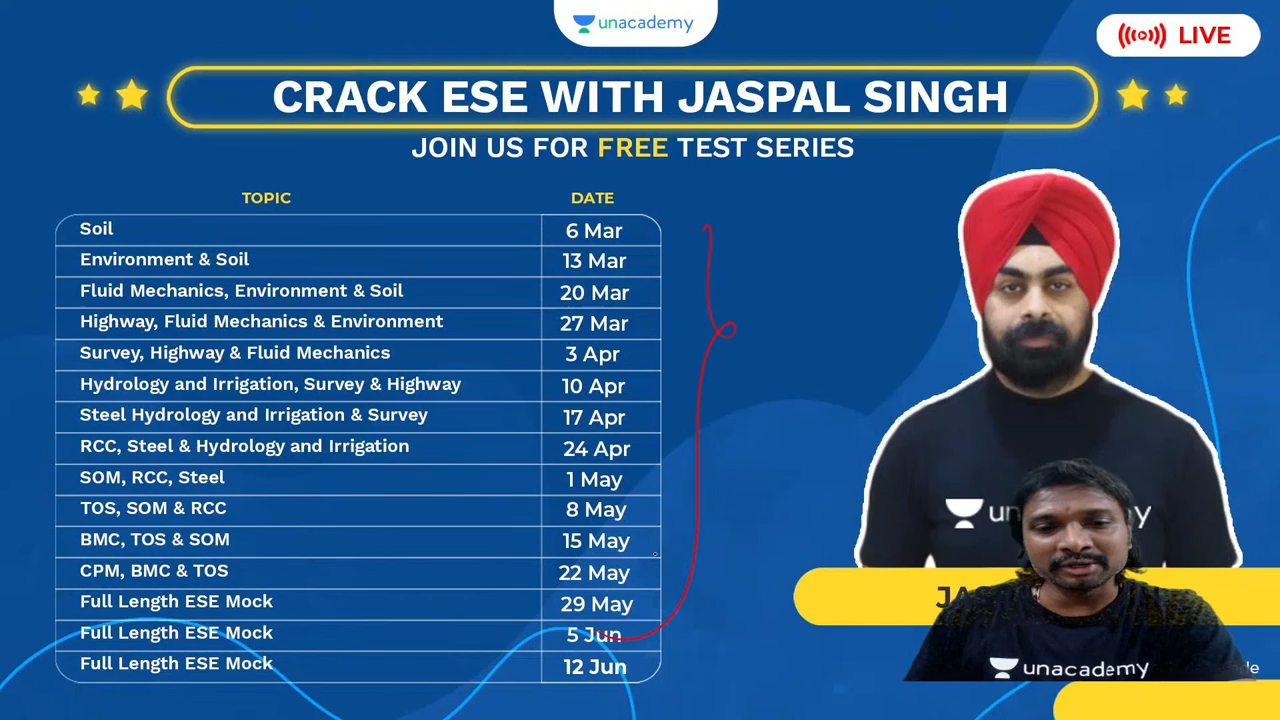 unacademy
LIVE
CRACK ESE WITH JASPAL SINGH
JOIN US FOR FREE TEST SERIES
TOPIC DATE
Soil 6 Mar
Environment & Soil 13 Mar
Fluid Mechanics, Environment & Soil 20 Mar
Highway, Fluid Mechanics & Environment 27 Mar
Survey, Highway & Fluid Mechanics 3 Apr
Hydrology and Irrigation, Survey & Highway 10 Apr
Steel Hydrology and Irrigation & Survey 17 Apr
RCC, Steel & Hydrology and Irrigation 24 Apr
SOM, RCC, Steel 1 May
TOS, SOM & RCC 8 May
BMC, TOS & SOM 15 May
CPM, BMC & TOS 22 May
Full Length ESE Mock 29 May
Full Length ESE Mock 5 Jun
Full Length ESE Mock 12 Jun
unacademy